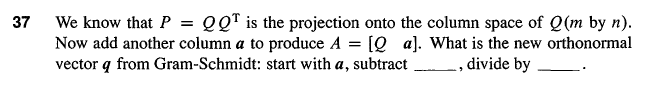 37 We know that P = QQᵀ is the projection onto the column space of Q(m by n).
Now add another column a to produce A = [Q a]. What is the new orthonormal
vector q from Gram-Schmidt: start with a, subtract _____, divide by _____.